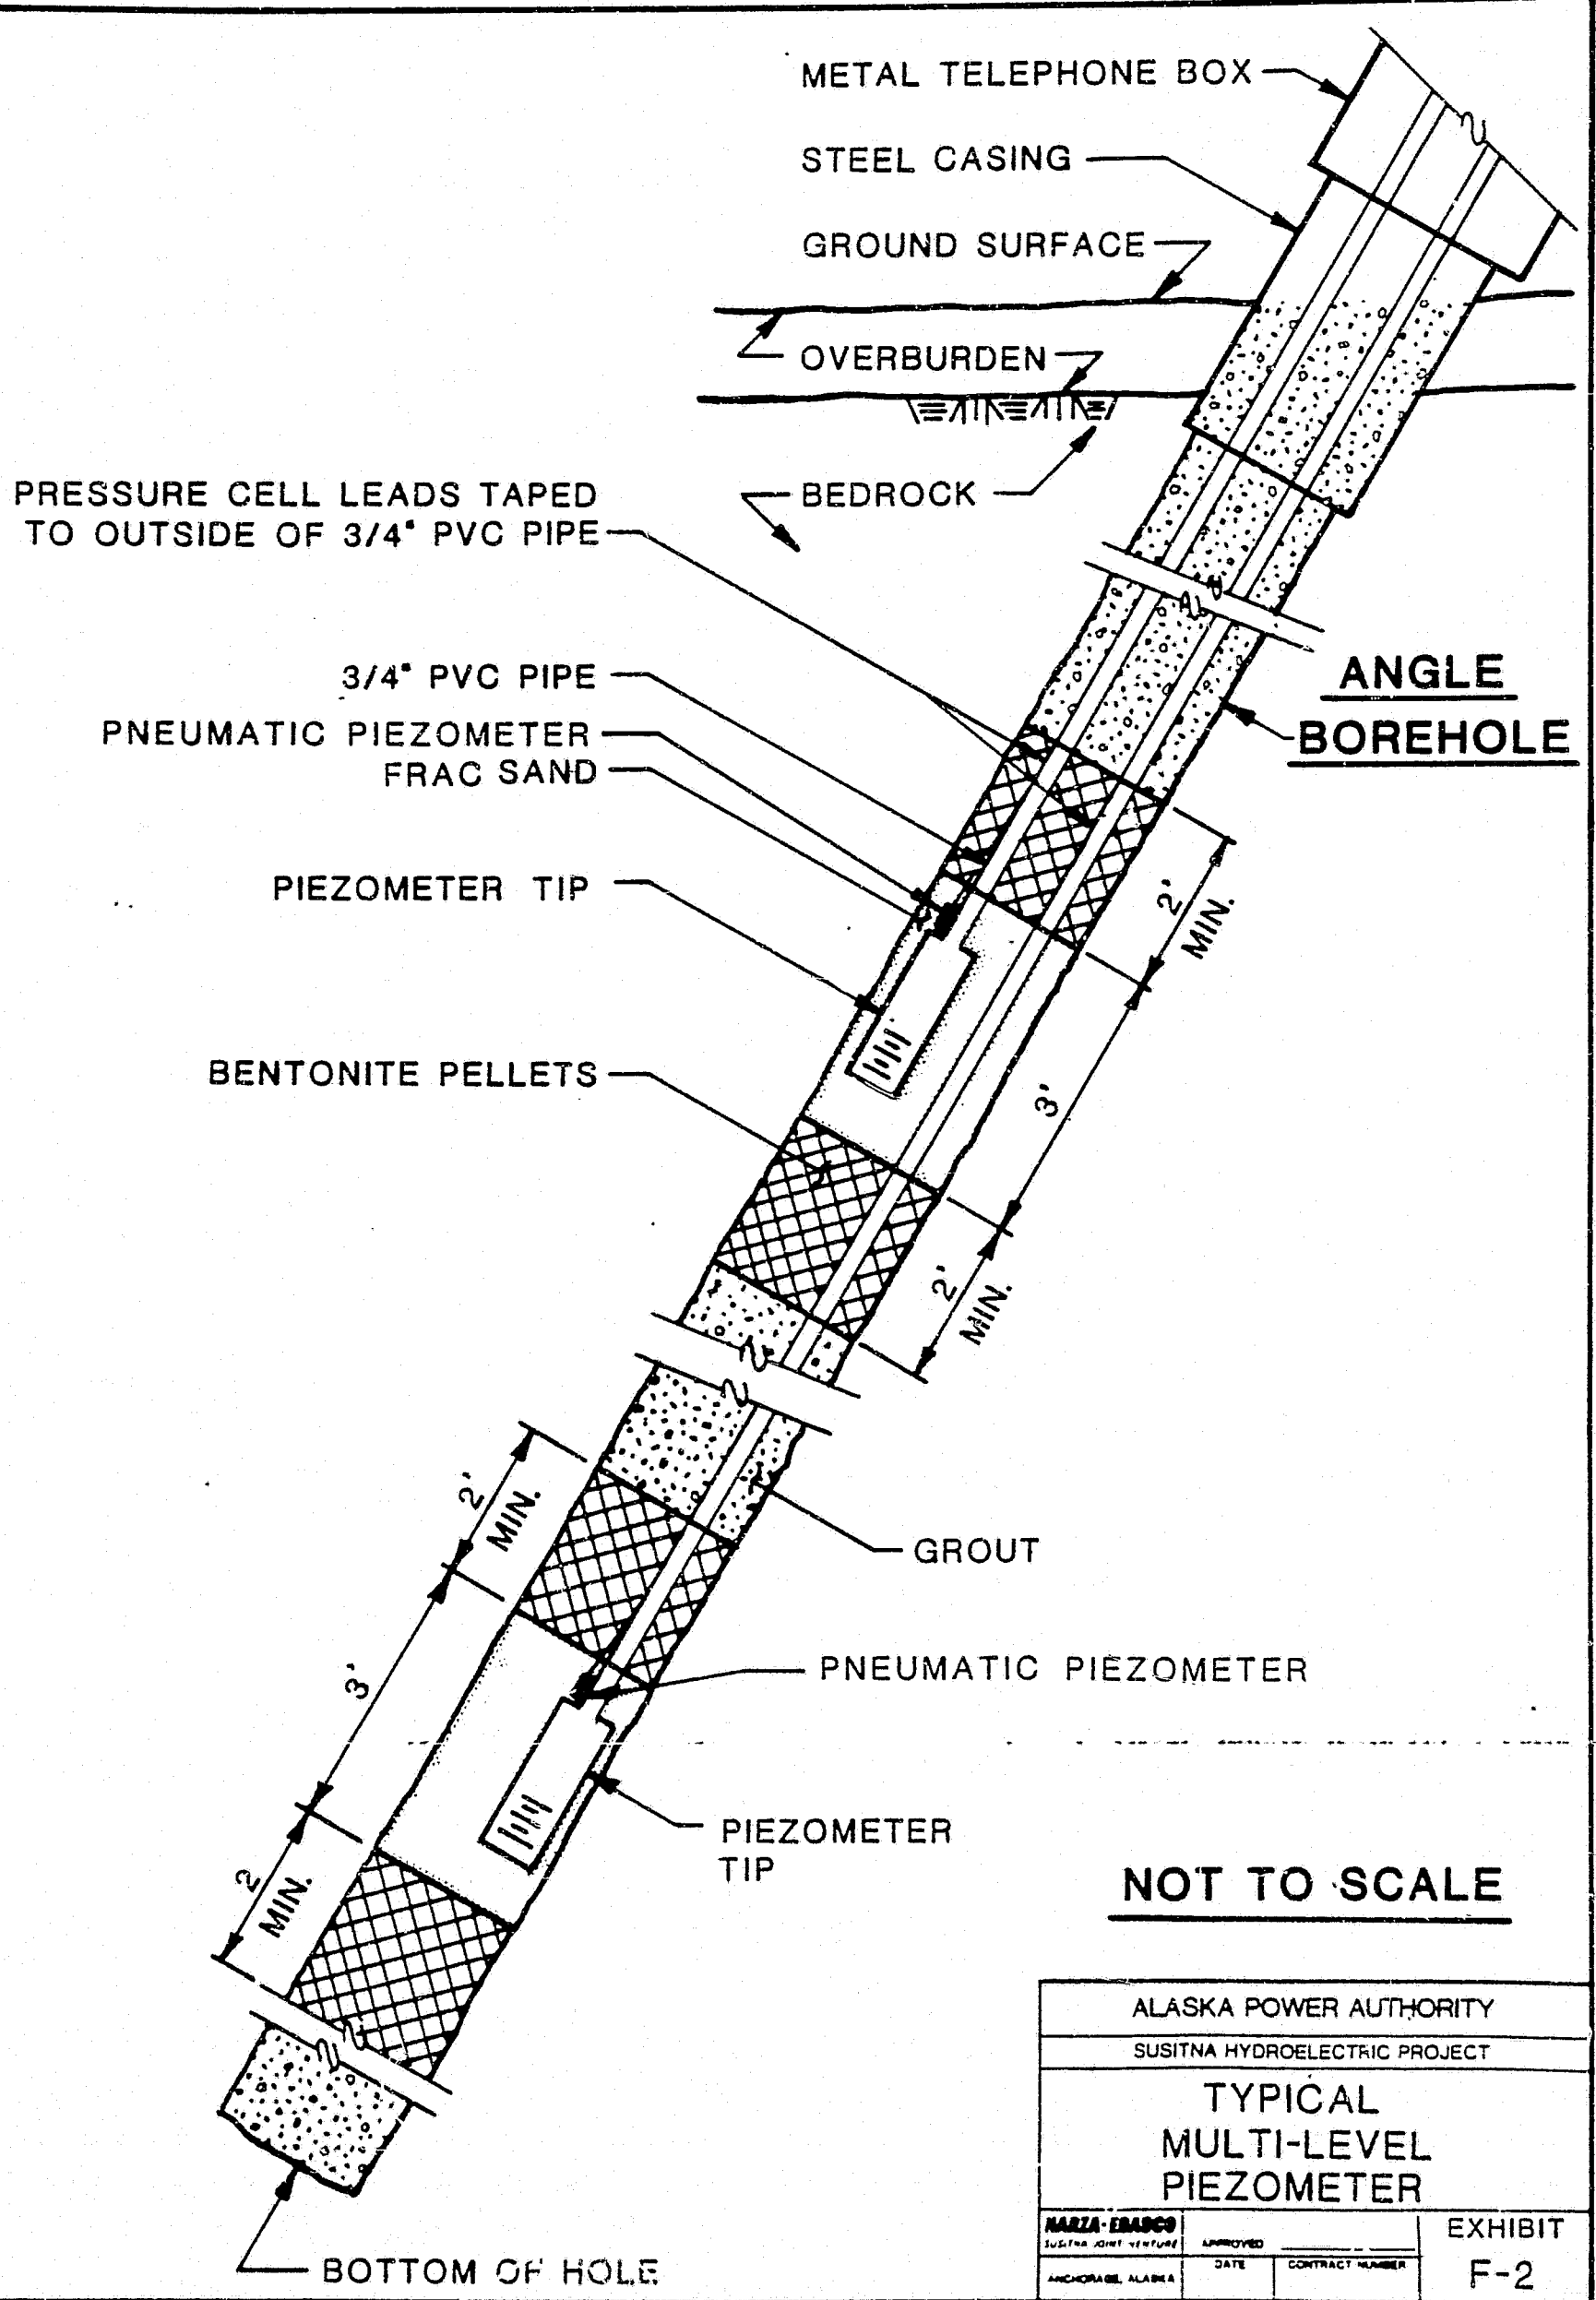 METAL TELEPHONE BOX
STEEL CASING
GROUND SURFACE
OVERBURDEN
BEDROCK
PRESSURE CELL LEADS TAPED
TO OUTSIDE OF 3/4" PVC PIPE
3/4" PVC PIPE
PNEUMATIC PIEZOMETER
FRAC SAND
PIEZOMETER TIP
BENTONITE PELLETS
ANGLE
BOREHOLE
2'
MIN.
3'
2'
MIN.
2'
MIN.
3'
2
MIN.
GROUT
PNEUMATIC PIEZOMETER
PIEZOMETER
TIP
BOTTOM OF HOLE
NOT TO SCALE
ALASKA POWER AUTHORITY
SUSITNA HYDROELECTRIC PROJECT
TYPICAL
MULTI-LEVEL
PIEZOMETER
HARZA-EBASCO
SUSITNA JOINT VENTURE
ANCHORAGE, ALASKA
APPROVED
DATE
CONTRACT NUMBER
EXHIBIT
F-2